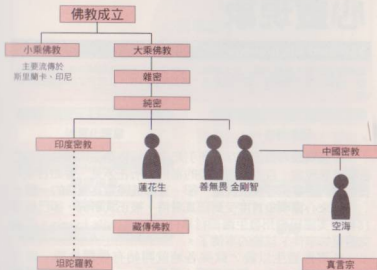 佛教成立
小乘佛教
大乘佛教
主要流傳於
斯里蘭卡、印尼
雜密
純密
印度密教
中國密教
蓮花生
善無畏 金剛智
藏傳佛教
空海
坦陀羅教
真言宗